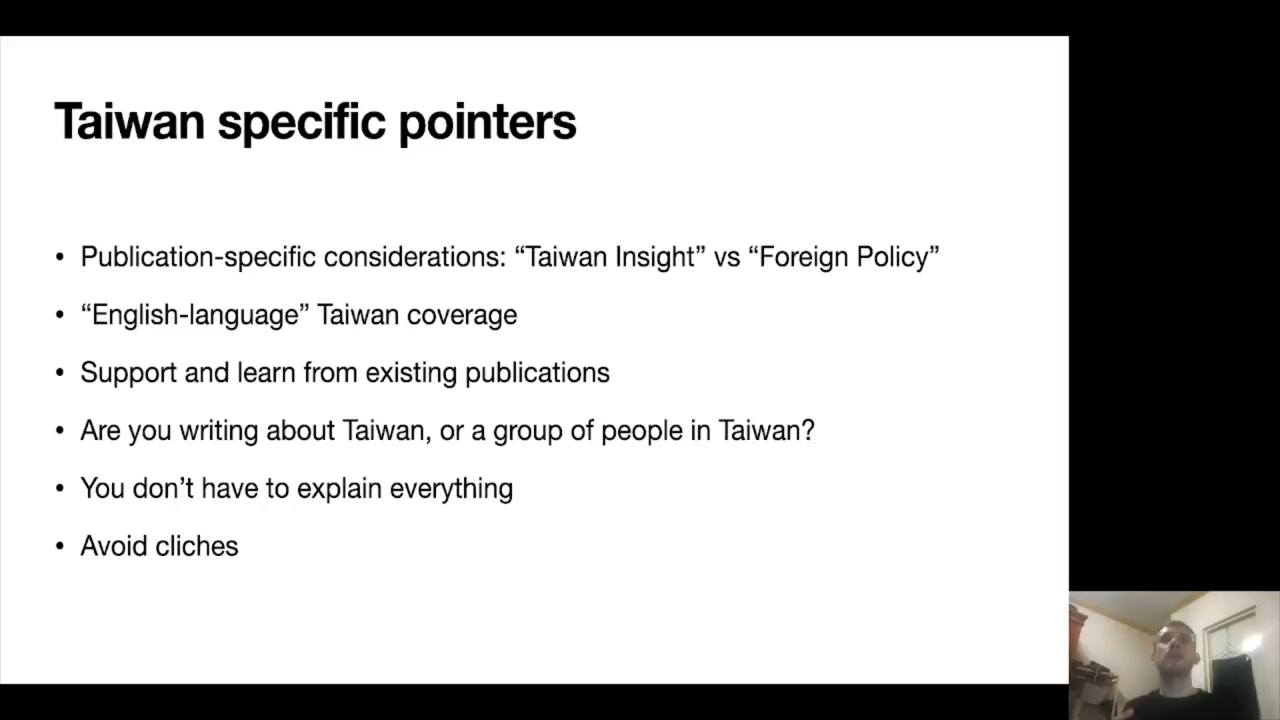 Taiwan specific pointers
• Publication-specific considerations: “Taiwan Insight” vs “Foreign Policy”
• “English-language” Taiwan coverage
• Support and learn from existing publications
• Are you writing about Taiwan, or a group of people in Taiwan?
• You don’t have to explain everything
• Avoid cliches